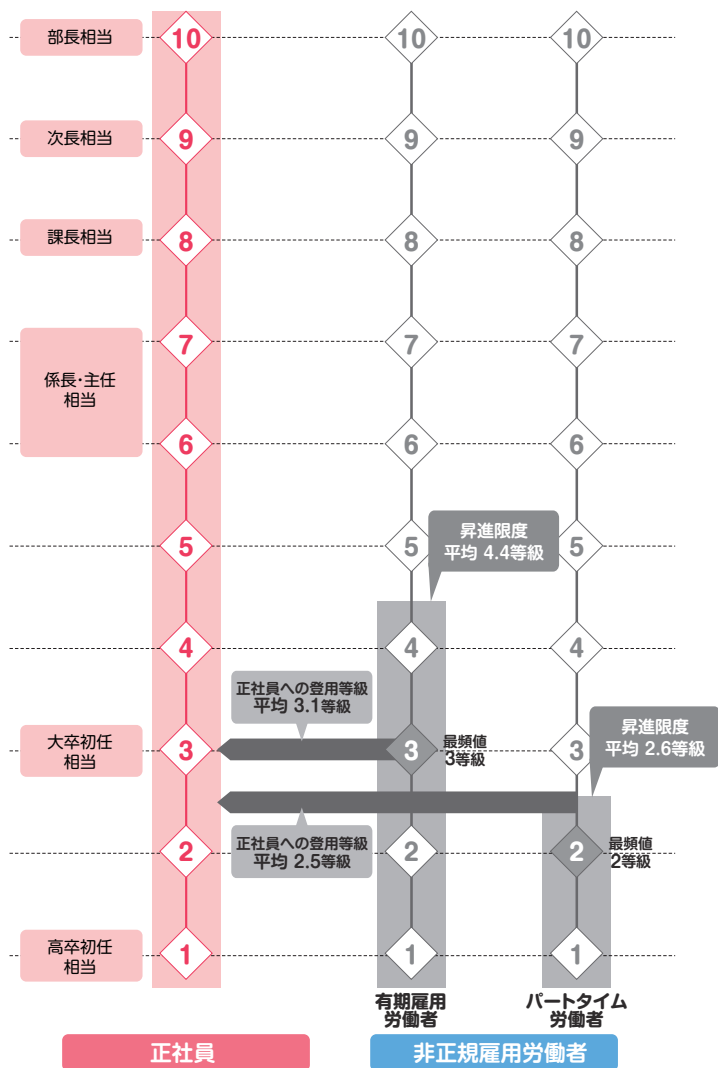 部長相当
10
10
10
次長相当
9
9
9
課長相当
8
8
8
係長・主任
相当
7
7
7
6
6
6
昇進限度
平均 4.4等級
5
5
5
4
4
4
正社員への登用等級
平均 3.1等級
大卒初任
相当
3
3
最頻値
3等級
3
昇進限度
平均 2.6等級
正社員への登用等級
平均 2.5等級
2
2
2
最頻値
2等級
高卒初任
相当
1
1
1
有期雇用
労働者
パートタイム
労働者
正社員
非正規雇用労働者